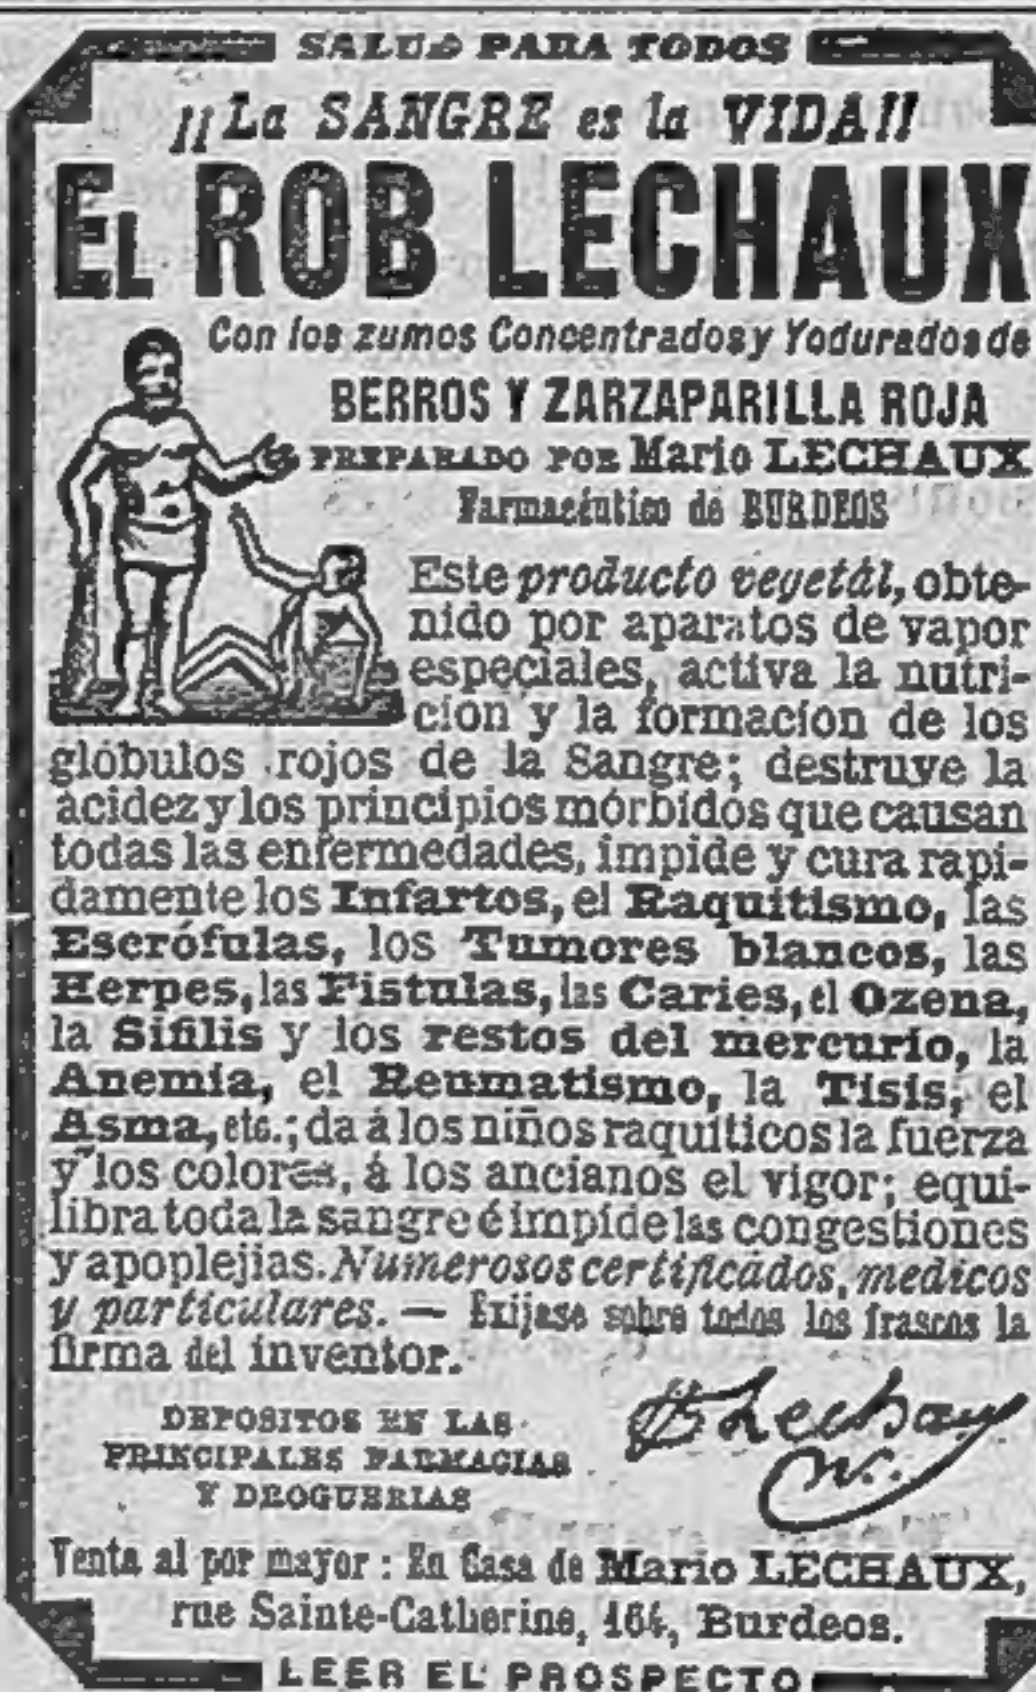 SALUD PARA TODOS
¡¡La SANGRE es la VIDA!!
EL ROB LECHAUX
Con los zumos Concentrados y Yodurados de
BERROS Y ZARZAPARILLA ROJA
PREPARADO POR Mario LECHAUX
Farmacéutico de BURDEOS
Este producto vegetál, obte-
nido por aparatos de vapor
especiales, activa la nutri-
cion y la formacion de los
glóbulos rojos de la Sangre; destruye la
acidez y los principios mórbidos que causan
todas las enfermedades, impide y cura rapi-
damente los Infartos, el Raquitismo, las
Escrófulas, los Tumores blancos, las
Herpes, las Fistulas, las Caries, el Ozena,
la Sifilis y los restos del mercurio, la
Anemia, el Reumatismo, la Tisis, el
Asma, etc.; da á los niños raquiticos la fuerza
y los colores, á los ancianos el vigor; equi-
libra toda la sangre é impide las congestiones
y apoplejias. Numerosos certificádos, medicos
y particulares. — Exijase sobre todos los frascos la
firma del inventor.
DEPOSITOS EN LAS
PRINCIPALES FARMACIAS
Y DROGUERIAS
Lechaux
Venta al por mayor : En Casa de Mario LECHAUX,
rue Sainte-Catherine, 164, Burdeos.
LEER EL PROSPECTO